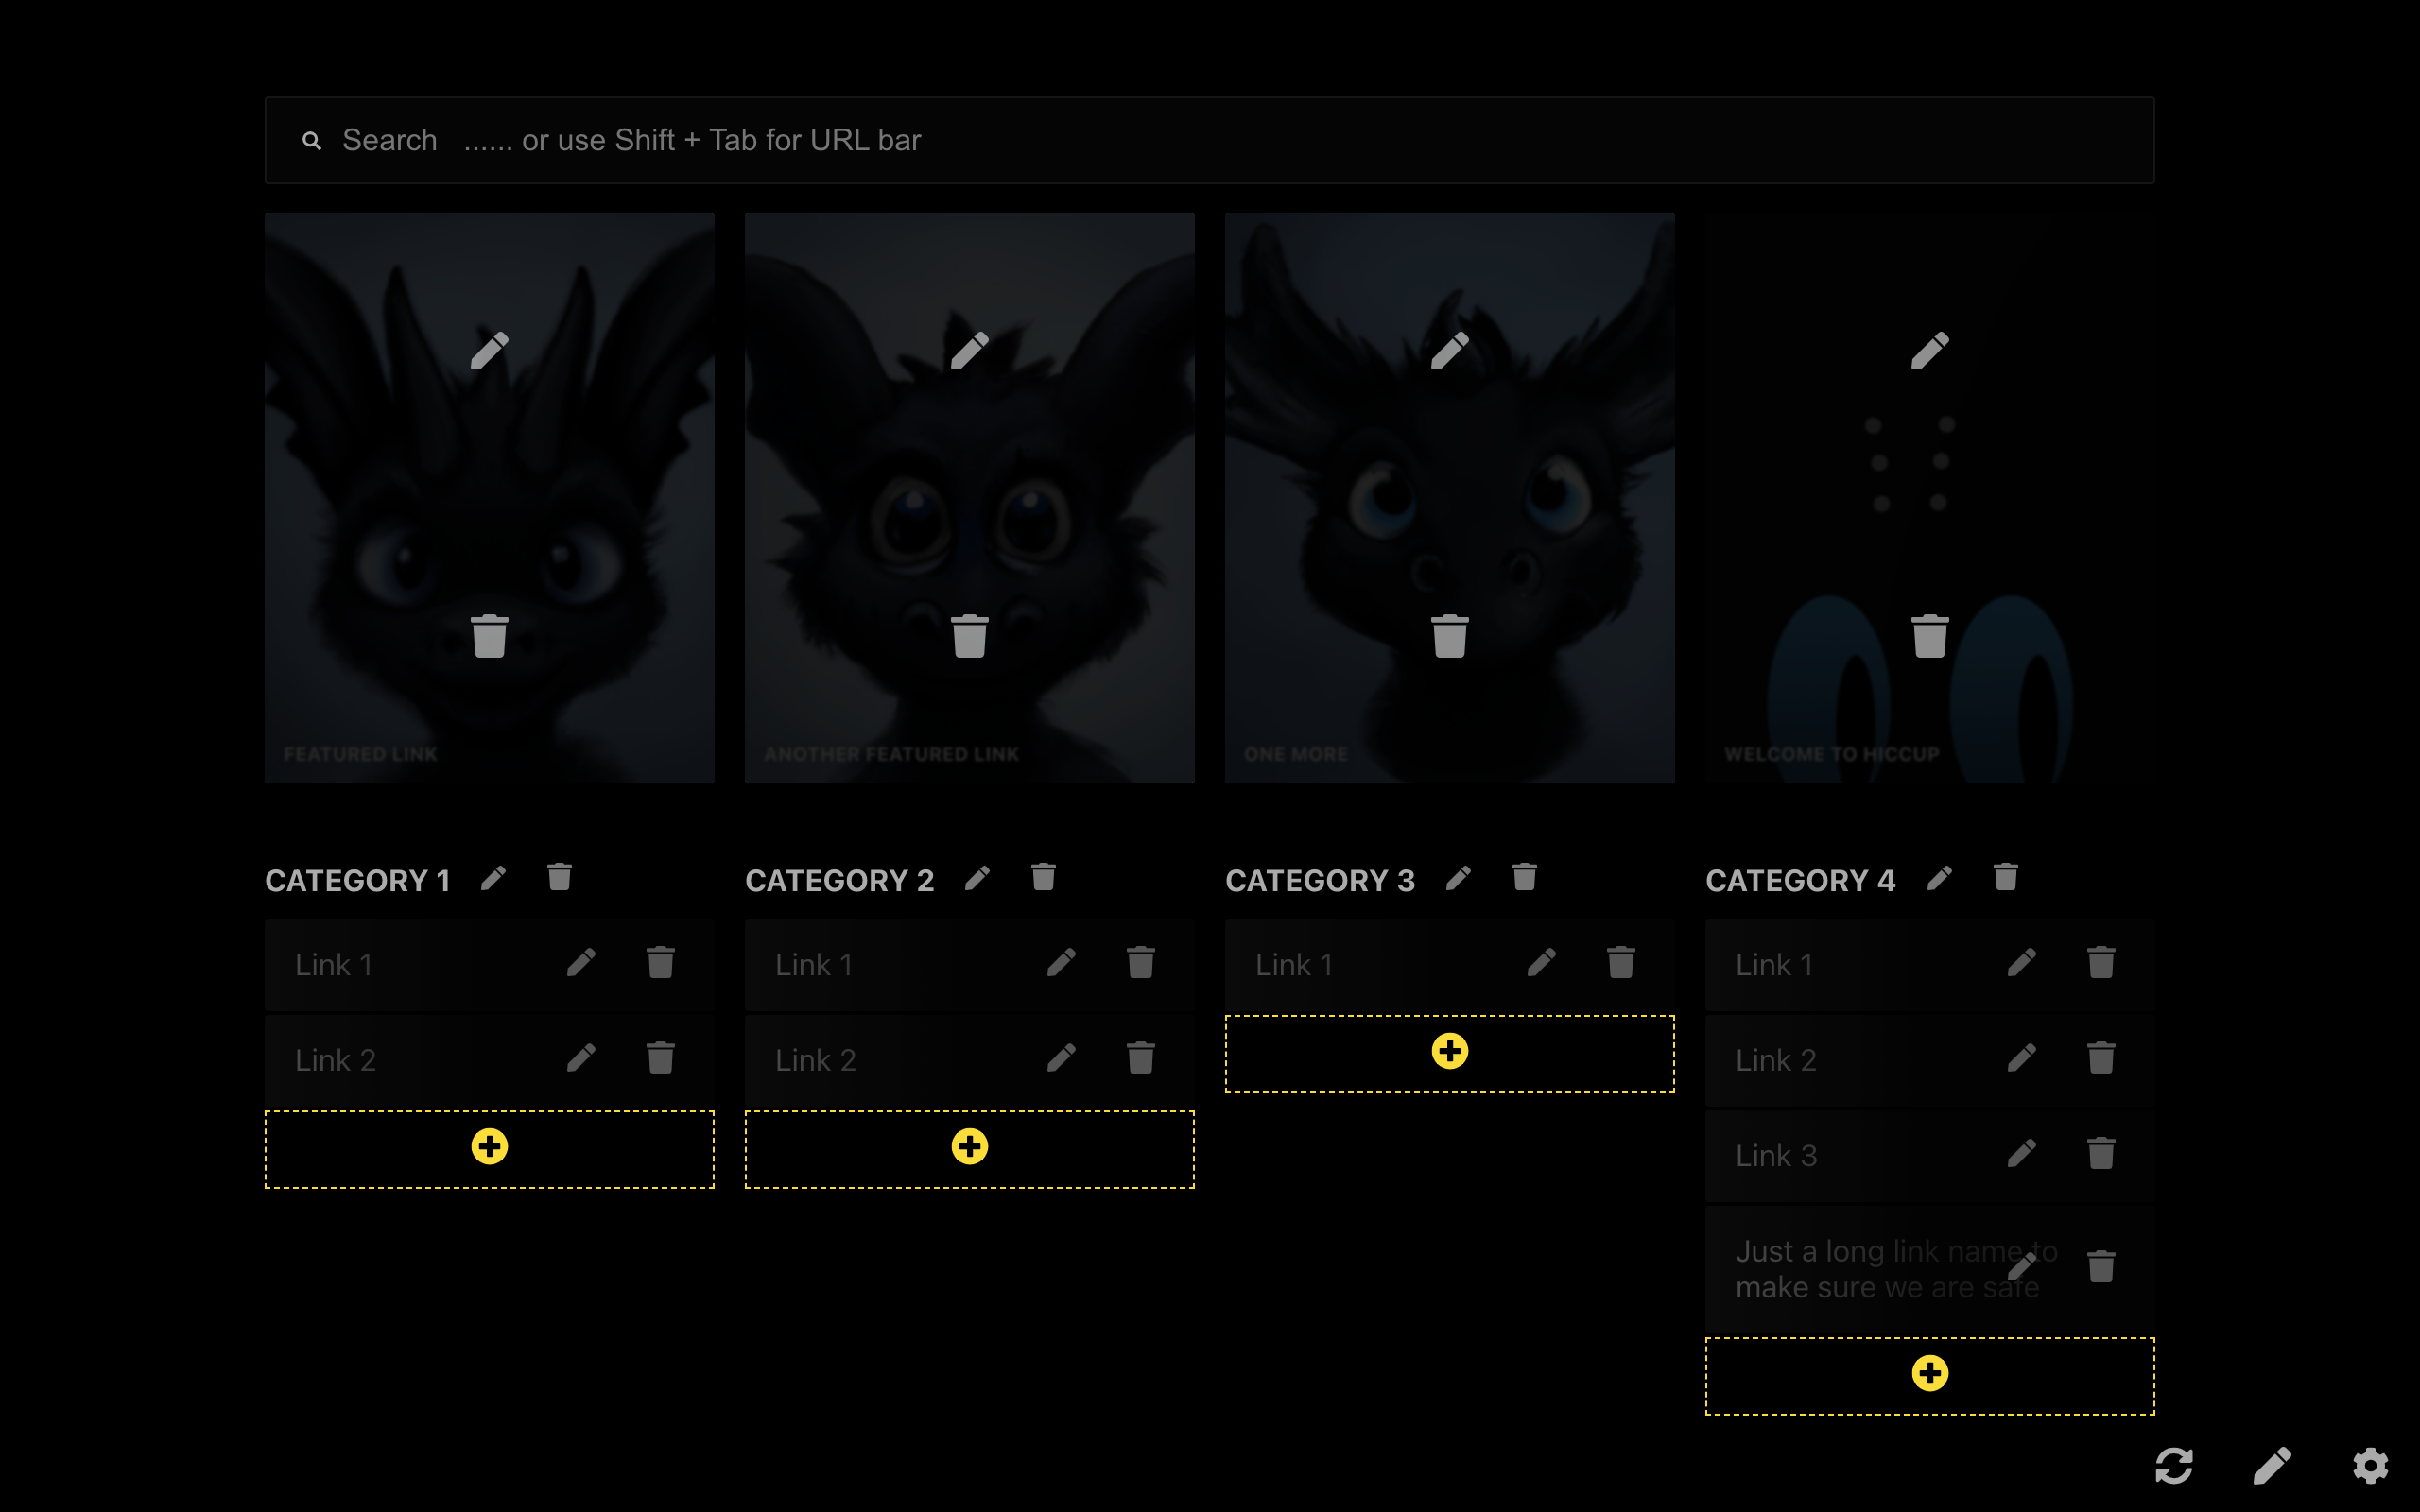 Search ...... or use Shift + Tab for URL bar
FEATURED LINK
ANOTHER FEATURED LINK
ONE MORE
WELCOME TO HICCUP
CATEGORY 1
Link 1
Link 2
CATEGORY 2
Link 1
Link 2
CATEGORY 3
Link 1
CATEGORY 4
Link 1
Link 2
Link 3
Just a long link name to
make sure we are safe